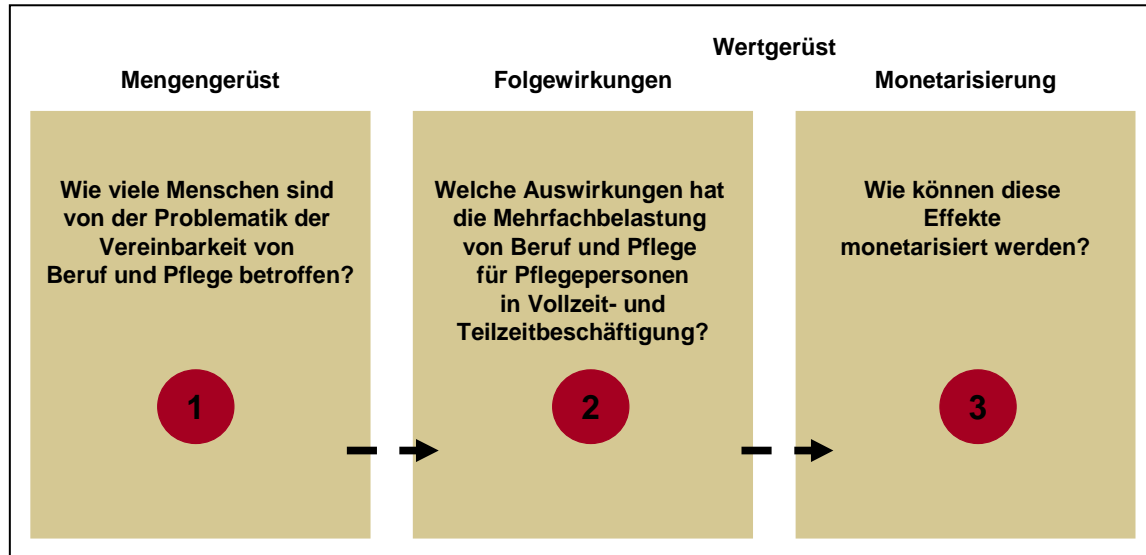 Wertgerüst
Mengengerüst
Folgewirkungen
Monetarisierung
Wie viele Menschen sind
von der Problematik der
Vereinbarkeit von
Beruf und Pflege betroffen?
1
Welche Auswirkungen hat
die Mehrfachbelastung
von Beruf und Pflege
für Pflegepersonen
in Vollzeit- und
Teilzeitbeschäftigung?
2
Wie können diese
Effekte
monetarisiert werden?
3